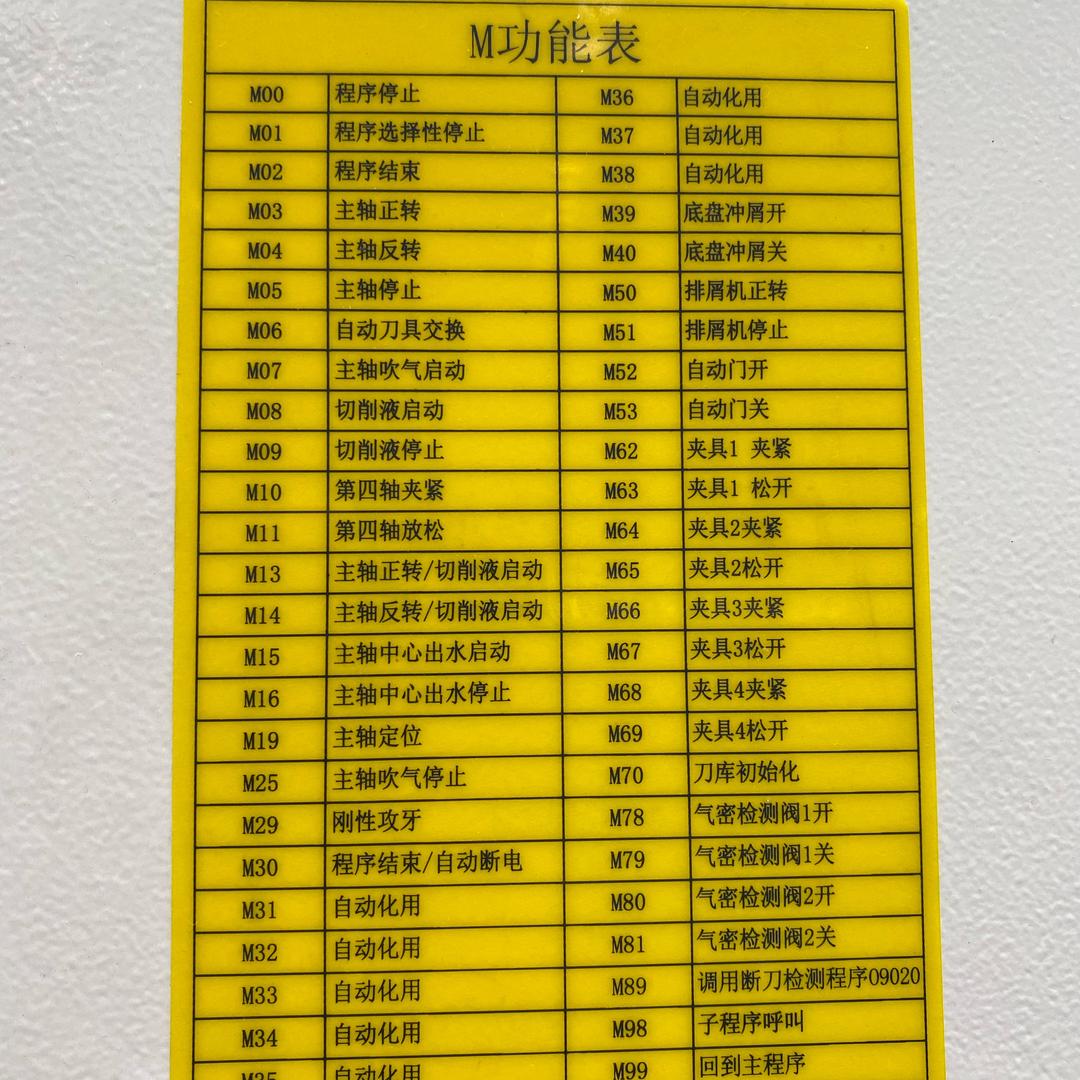 M功能表
M00 程序停止 M36 自动化用
M01 程序选择性停止 M37 自动化用
M02 程序结束 M38 自动化用
M03 主轴正转 M39 底盘冲屑开
M04 主轴反转 M40 底盘冲屑关
M05 主轴停止 M50 排屑机正转
M06 自动刀具交换 M51 排屑机停止
M07 主轴吹气启动 M52 自动门开
M08 切削液启动 M53 自动门关
M09 切削液停止 M62 夹具1 夹紧
M10 第四轴夹紧 M63 夹具1 松开
M11 第四轴放松 M64 夹具2夹紧
M13 主轴正转/切削液启动 M65 夹具2松开
M14 主轴反转/切削液启动 M66 夹具3夹紧
M15 主轴中心出水启动 M67 夹具3松开
M16 主轴中心出水停止 M68 夹具4夹紧
M19 主轴定位 M69 夹具4松开
M25 主轴吹气停止 M70 刀库初始化
M29 刚性攻牙 M78 气密检测阀1开
M30 程序结束/自动断电 M79 气密检测阀1关
M31 自动化用 M80 气密检测阀2开
M32 自动化用 M81 气密检测阀2关
M33 自动化用 M89 调用断刀检测程序O9020
M34 自动化用 M98 子程序呼叫
M35 自动化用 M99 回到主程序